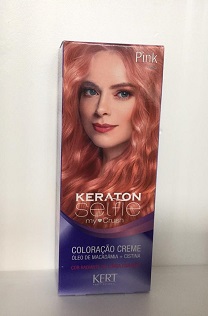 Pink
KERATON
selfie
my♥Crush
COLORAÇÃO CREME
ÓLEO DE MACADÂMIA + CISTINA
KERT